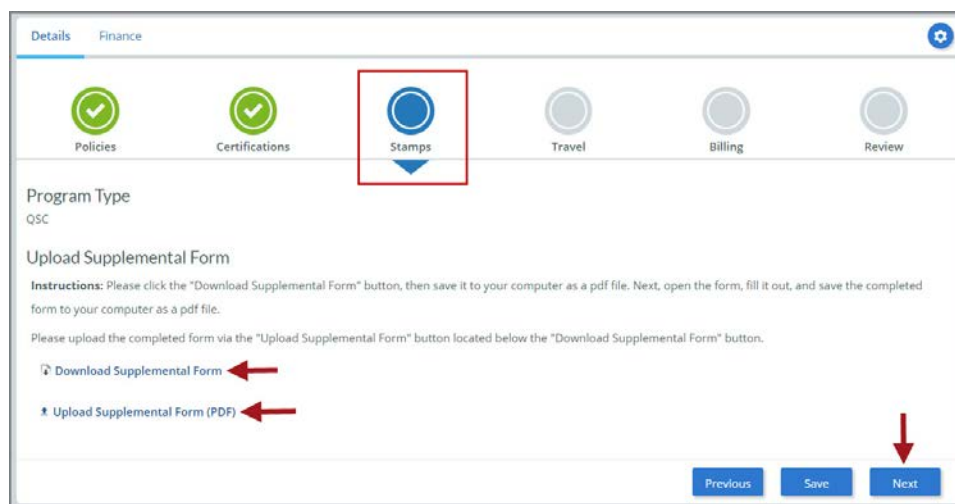 Details Finance
Policies Certifications Stamps Travel Billing Review
Program Type
QSC
Upload Supplemental Form
Instructions: Please click the "Download Supplemental Form" button, then save it to your computer as a pdf file. Next, open the form, fill it out, and save the completed
form to your computer as a pdf file.
Please upload the completed form via the "Upload Supplemental Form" button located below the "Download Supplemental Form" button.
Download Supplemental Form
Upload Supplemental Form (PDF)
Previous Save Next